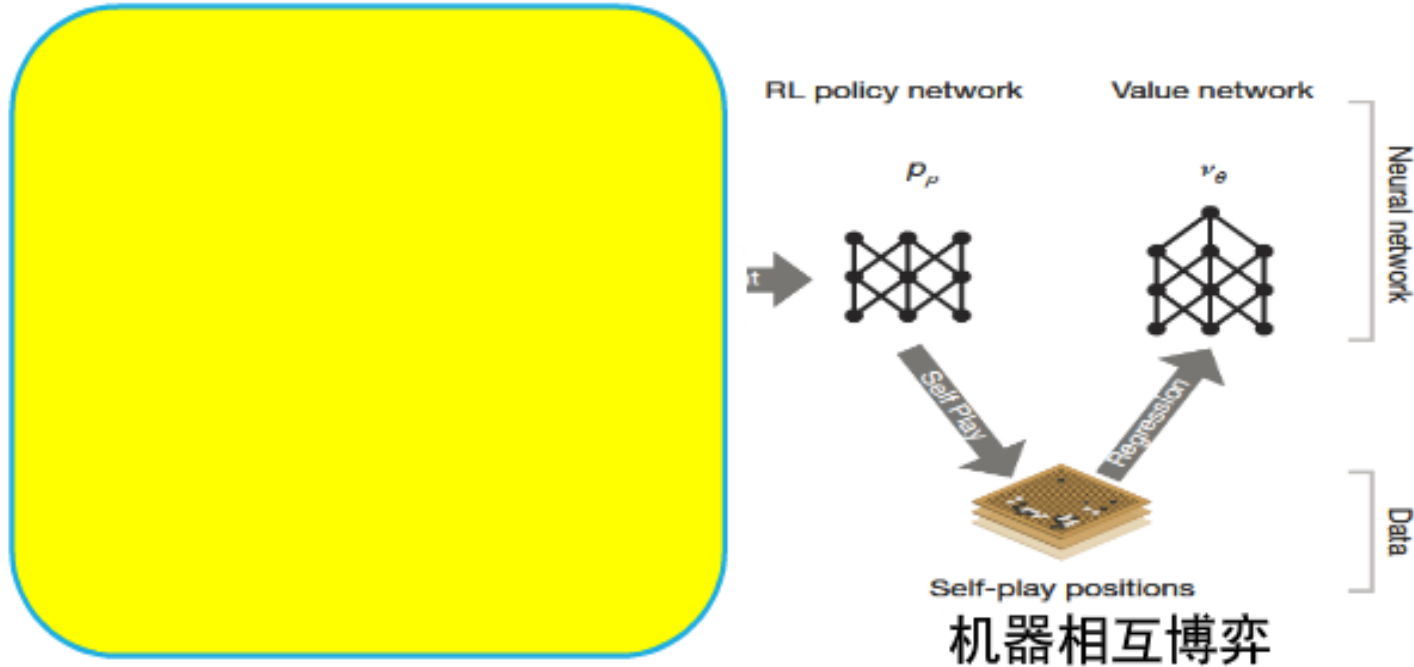 RL policy network
Value network
Pρ
νθ
Neural network
Self Play
Regression
Data
Self-play positions
机器相互博弈